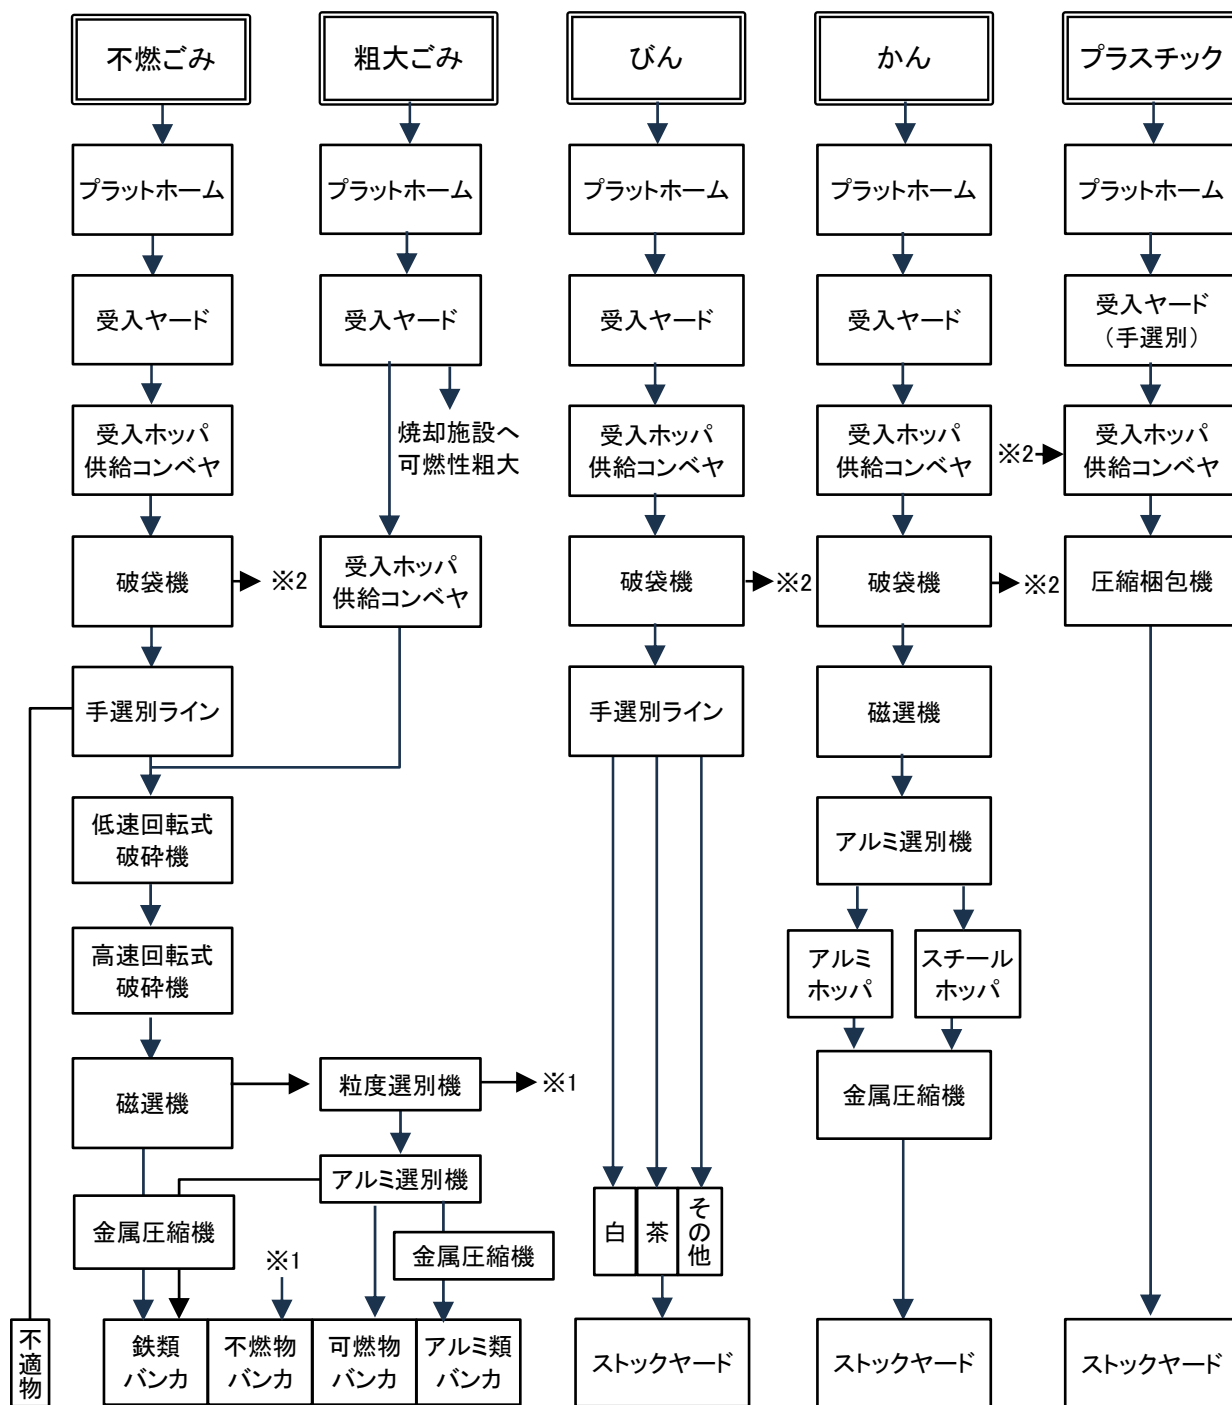 不燃ごみ
粗大ごみ
びん
かん
プラスチック
プラットホーム
プラットホーム
プラットホーム
プラットホーム
プラットホーム
受入ヤード
受入ヤード
受入ヤード
受入ヤード
受入ヤード
（手選別）
受入ホッパ
供給コンベヤ
焼却施設へ
可燃性粗大
受入ホッパ
供給コンベヤ
受入ホッパ
供給コンベヤ
※2
受入ホッパ
供給コンベヤ
破袋機
※2
受入ホッパ
供給コンベヤ
破袋機
※2
破袋機
※2
圧縮梱包機
手選別ライン
手選別ライン
磁選機
低速回転式
破砕機
アルミ選別機
高速回転式
破砕機
アルミ
ホッパ
スチール
ホッパ
磁選機
粒度選別機
※1
金属圧縮機
アルミ選別機
金属圧縮機
※1
金属圧縮機
白
茶
その他
不適物
鉄類
バンカ
不燃物
バンカ
可燃物
バンカ
アルミ類
バンカ
ストックヤード
ストックヤード
ストックヤード